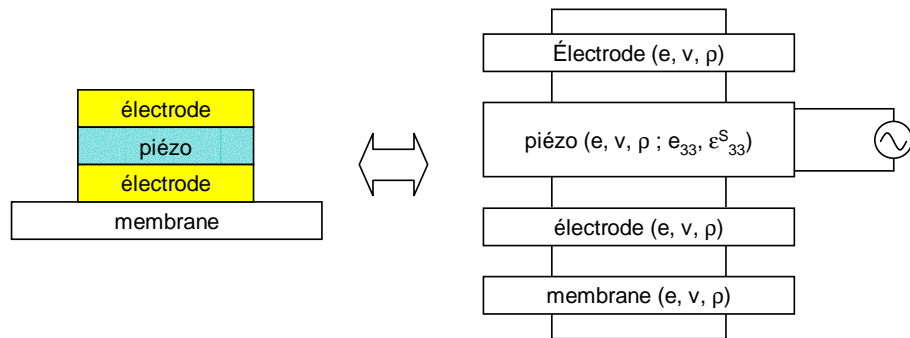 électrode
piézo
électrode
membrane
Électrode (e, v, ρ)
piézo (e, v, ρ ; e₃₃, εˢ₃₃)
électrode (e, v, ρ)
membrane (e, v, ρ)